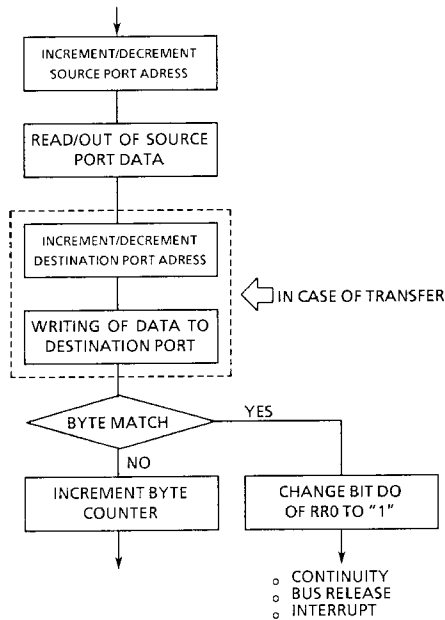 INCREMENT/DECREMENT
SOURCE PORT ADRESS
READ/OUT OF SOURCE
PORT DATA
INCREMENT/DECREMENT
DESTINATION PORT ADRESS
WRITING OF DATA TO
DESTINATION PORT
IN CASE OF TRANSFER
BYTE MATCH
YES
NO
INCREMENT BYTE
COUNTER
CHANGE BIT DO
OF RR0 TO "1"
CONTINUITY
BUS RELEASE
INTERRUPT